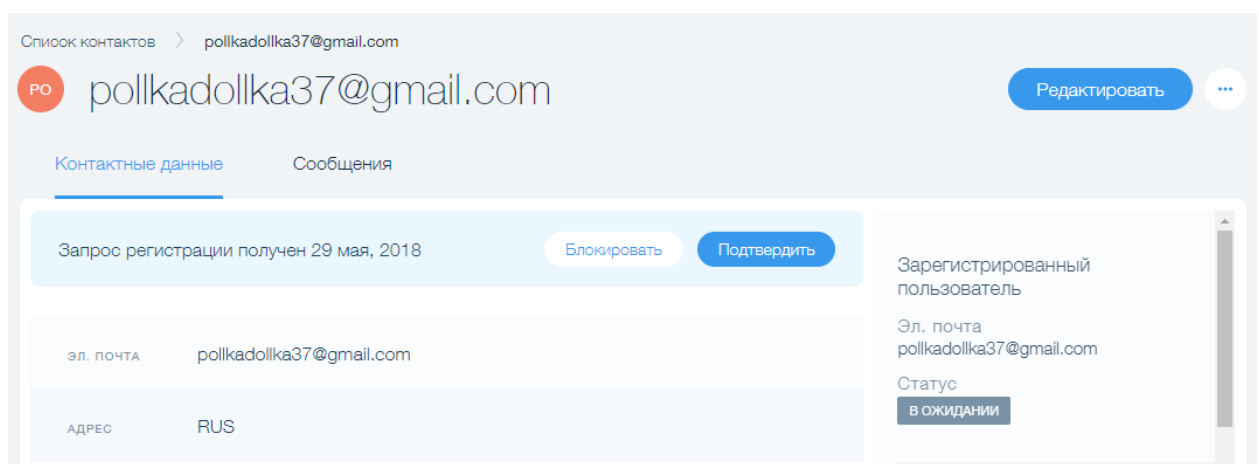 Список контактов > pollkadollka37@gmail.com
PO pollkadollka37@gmail.com
Редактировать ...
Контактные данные Сообщения
Запрос регистрации получен 29 мая, 2018 Блокировать Подтвердить
Зарегистрированный
пользователь
Эл. почта
pollkadollka37@gmail.com
Статус
В ОЖИДАНИИ
ЭЛ. ПОЧТА pollkadollka37@gmail.com
АДРЕС RUS